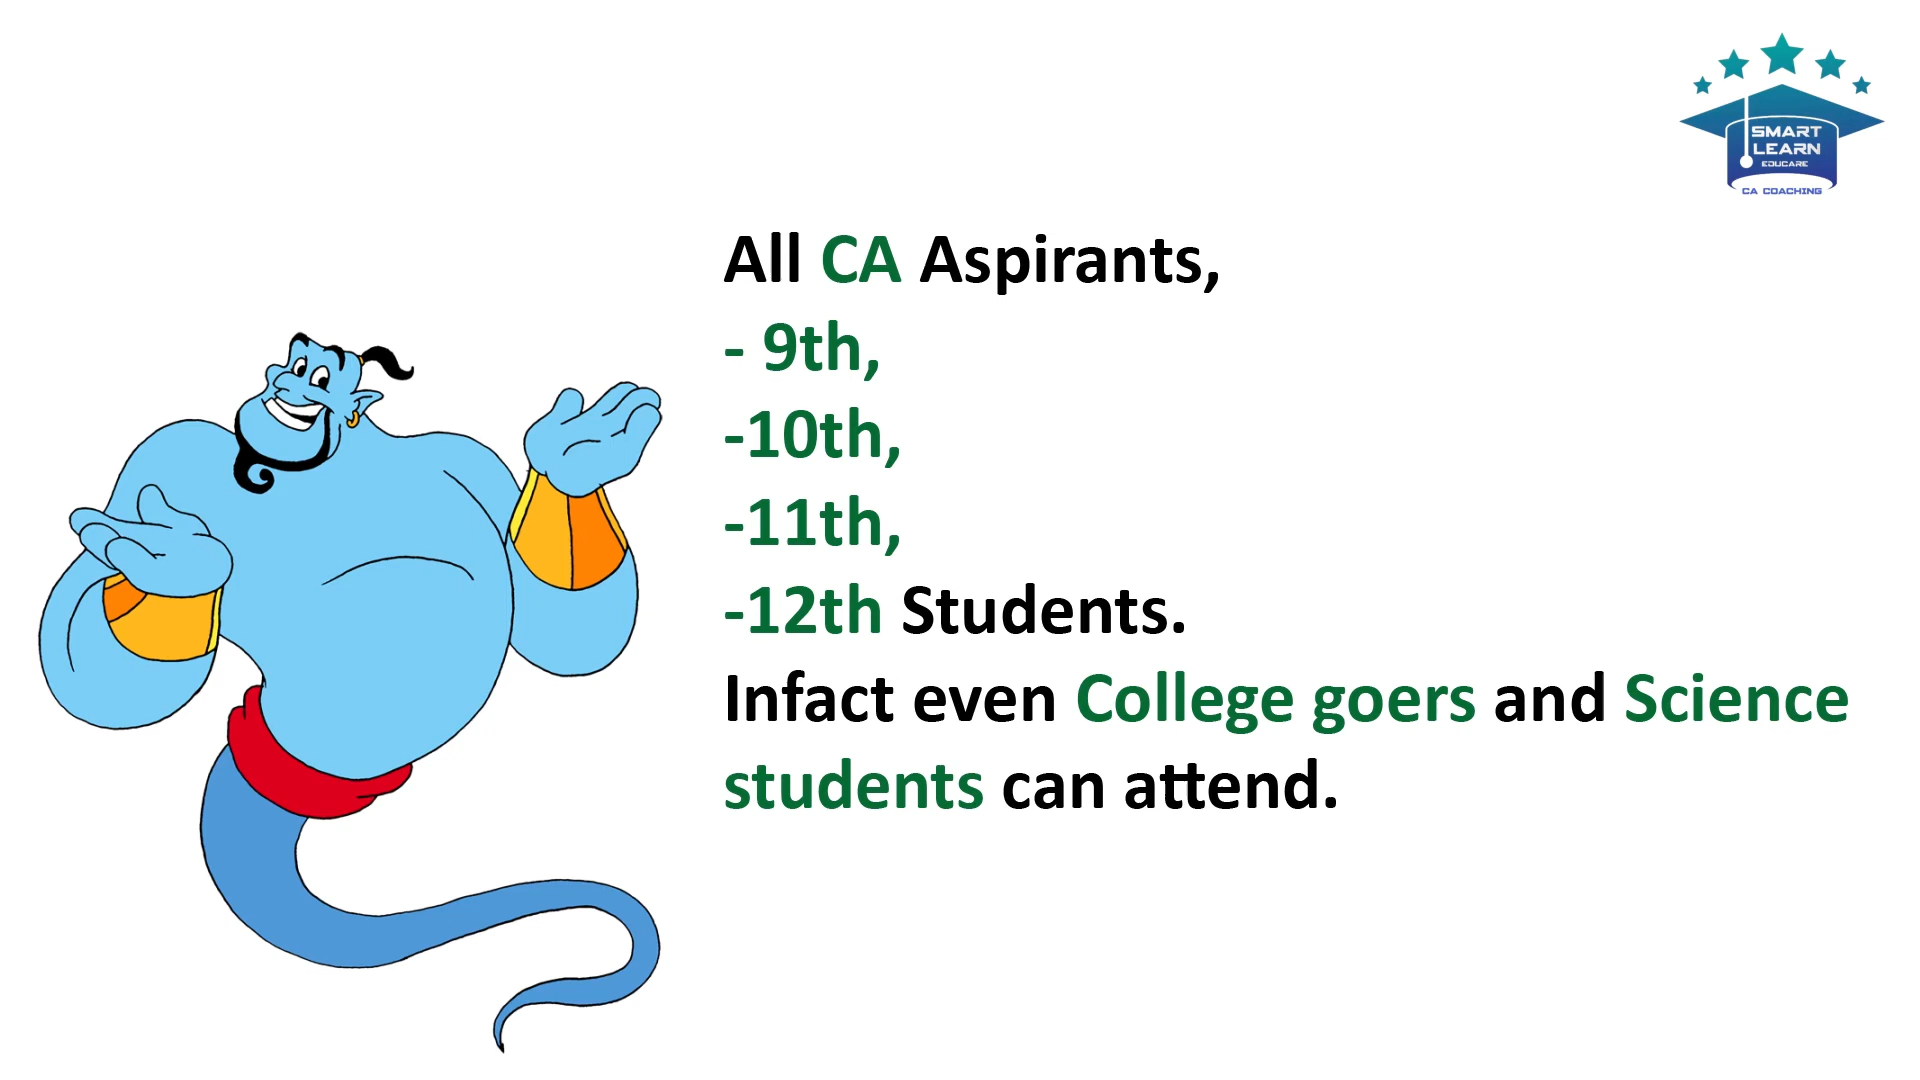 SMART
LEARN
EDUCARE
CA COACHING
All CA Aspirants,
- 9th,
-10th,
-11th,
-12th Students.
Infact even College goers and Science
students can attend.